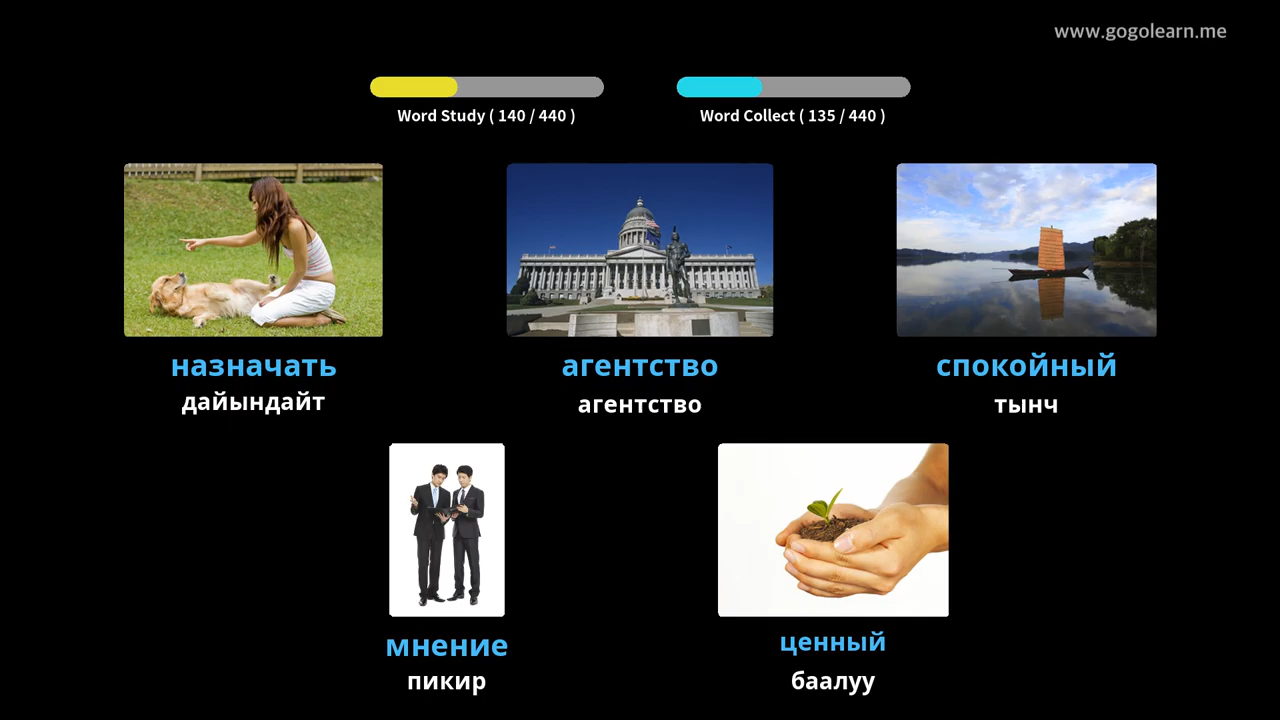 www.gogolearn.me
Word Study ( 140 / 440 )
Word Collect ( 135 / 440 )
назначать
дайындайт
агентство
агентство
спокойный
тынч
мнение
пикир
ценный
баалуу